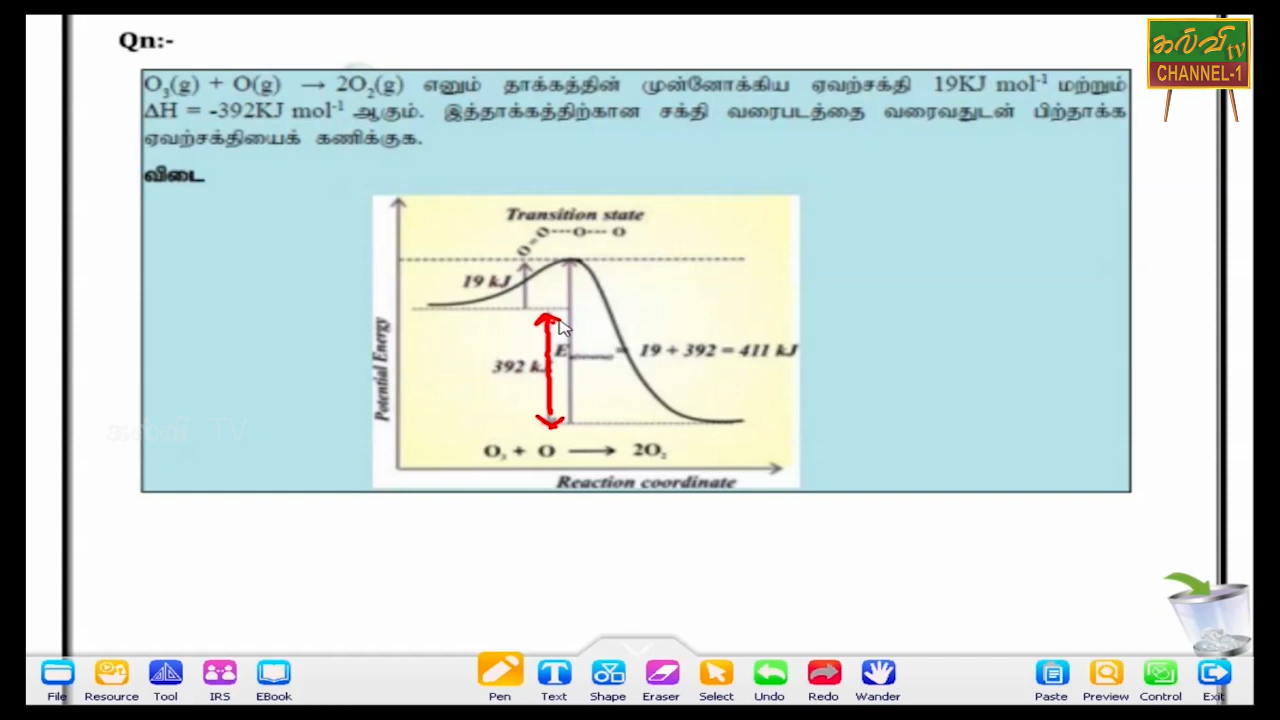 Qn:-
கல்வி TV
CHANNEL-1
O₃(g) + O(g) → 2O₂(g) எனும் தாக்கத்தின் முன்னோக்கிய ஏவற்சக்தி 19KJ mol⁻¹ மற்றும்
ΔH = -392KJ mol⁻¹ ஆகும். இத்தாக்கத்திற்கான சக்தி வரைபடத்தை வரைவதுடன் பிற்தாக்க
ஏவற்சக்தியைக் கணிக்குக.
விடை
Transition state
O=O---O---O
19 kJ
E = 19 + 392 = 411 kJ
392 kJ
Potential Energy
O₃ + O → 2O₂
Reaction coordinate
கல்வி TV
File Resource Tool IRS EBook Pen Text Shape Eraser Select Undo Redo Wander Paste Preview Control Exit